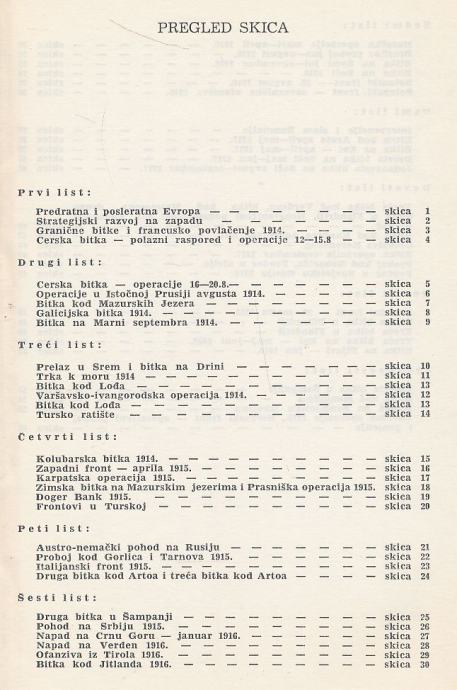 PREGLED SKICA
Prvi list:
Predratna i posleratna Evropa — — — — — — — — skica 1
Strategijski razvoj na zapadu — — — — — — — skica 2
Granične bitke i francusko povlačenje 1914. — — — — skica 3
Cerska bitka — polazni raspored i operacije 12—15.8 — — skica 4
Drugi list:
Cerska bitka — operacije 16—20.8.— — — — — — — skica 5
Operacije u Istočnoj Prusiji avgusta 1914. — — — — — skica 6
Bitka kod Mazurskih Jezera — — — — — — — — skica 7
Galicijska bitka 1914. — — — — — — — — — — skica 8
Bitka na Marni septembra 1914. — — — — — — — skica 9
Treći list:
Prelaz u Srem i bitka na Drini — — — — — — — skica 10
Trka k moru 1914 — — — — — — — — — — skica 11
Bitka kod Lođa — — — — — — — — — — skica 13
Varšavsko-ivangorodska operacija 1914. — — — — — — skica 12
Bitka kod Lođa — — — — — — — — — — — skica 13
Tursko ratište — — — — — — — — — — — skica 14
Četvrti list:
Kolubarska bitka 1914. — — — — — — — — — — skica 15
Zapadni front — aprila 1915. — — — — — — — — skica 16
Karpatska operacija 1915. — — — — — — — — — skica 17
Zimska bitka na Mazurskim jezerima i Prasniška operacija 1915. skica 18
Doger Bank 1915. — — — — — — — — — — — skica 19
Frontovi u Turskoj — — — — — — — — — — skica 20
Peti list:
Austro-nemački pohod na Rusiju — — — — — — — skica 21
Proboj kod Gorlica i Tarnova 1915. — — — — — — — skica 22
Italijanski front 1915. — — — — — — — — — — skica 23
Druga bitka kod Artoa i treća bitka kod Artoa — — — — skica 24
Šesti list:
Druga bitka u Šampanji — — — — — — — — — skica 25
Pohod na Srbiju 1915. — — — — — — — — — — skica 26
Napad na Crnu Goru — januar 1916. — — — — — — skica 27
Napad na Verden 1916. — — — — — — — — — — skica 28
Ofanziva iz Tirola 1916. — — — — — — — — — skica 29
Bitka kod Jitlanda 1916. — — — — — — — — — skica 30